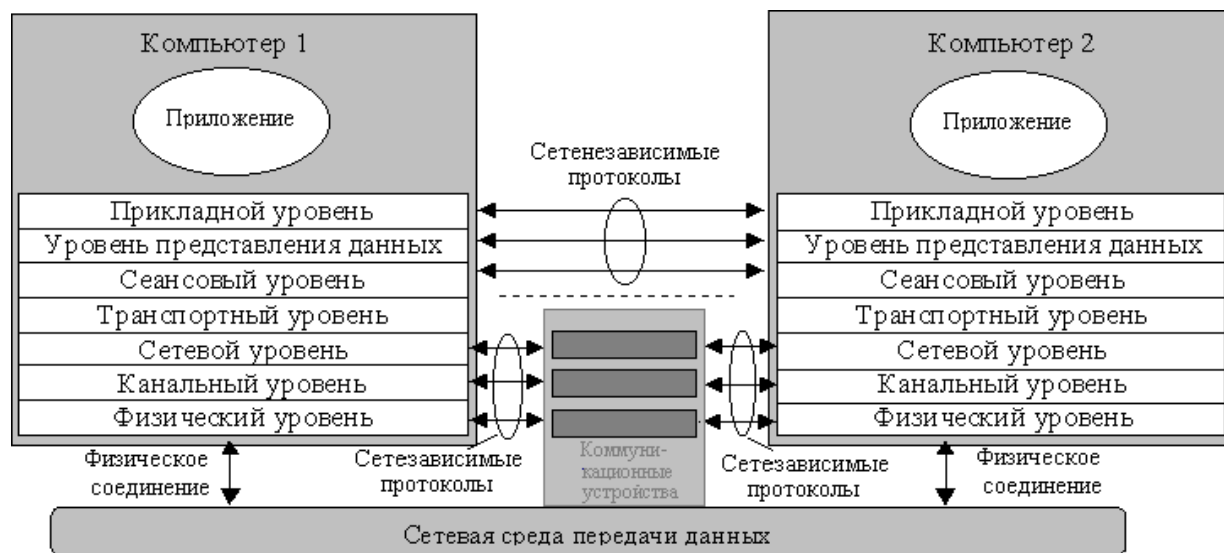 Компьютер 1
Приложение
Прикладной уровень
Уровень представления данных
Сеансовый уровень
Транспортный уровень
Сетевой уровень
Канальный уровень
Физический уровень
Сетенезависимые
протоколы
Компьютер 2
Приложение
Прикладной уровень
Уровень представления данных
Сеансовый уровень
Транспортный уровень
Сетевой уровень
Канальный уровень
Физический уровень
Физическое
соединение
Сетезависимые
протоколы
Коммуни-
кационные
устройства
Сетезависимые
протоколы
Физическое
соединение
Сетевая среда передачи данных